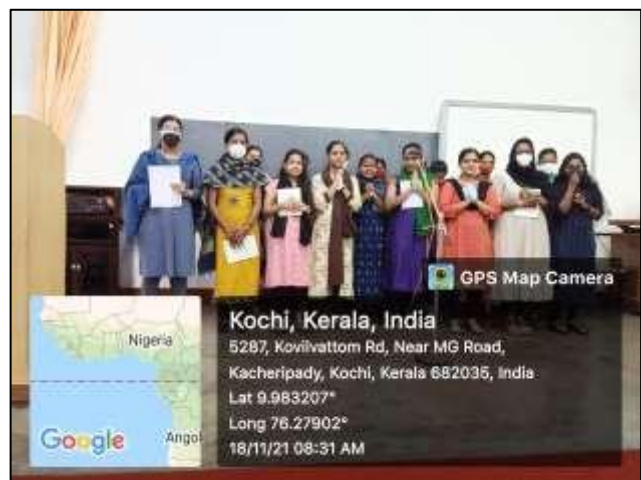 GPS Map Camera
Kochi, Kerala, India
5287, Kovilvattom Rd, Near MG Road,
Kacheripady, Kochi, Kerala 682035, India
Lat 9.983207°
Long 76.27902°
18/11/21 08:31 AM
Nigeria
Angol
Google